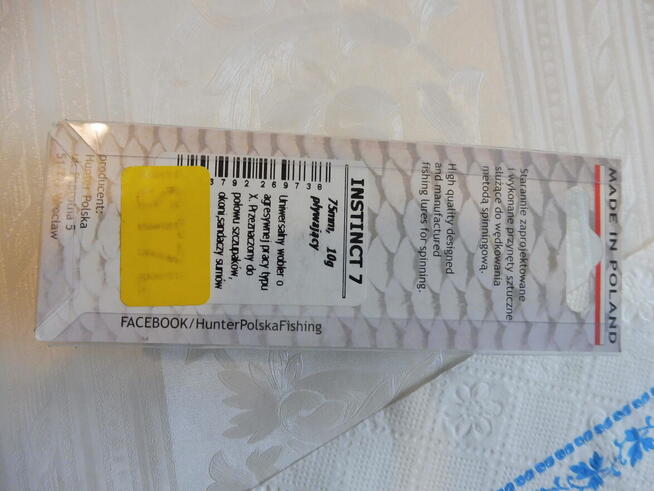 MADE IN POLAND
Starannie zaprojektowane
i wykonane przynęty sztuczne
służące do wędkowania
metodą spinningową.
High quality designed
and manufactured
fishing lures for spinning.
INSTINCT 7
75mm, 10g
pływający
Uniwersalny wobler o
agresywnej pracy typu
X. Przeznaczony do
połowu szczupaków,
okoni, sandaczy, sumów
producent:
Hunter Polska
FACEBOOK/HunterPolskaFishing